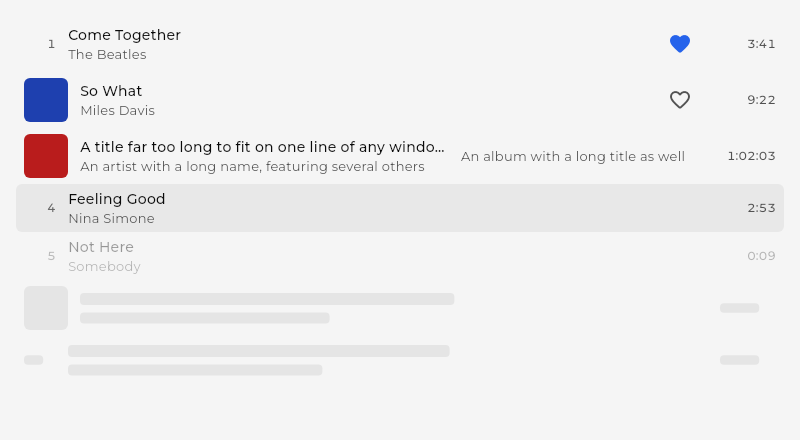 1
Come Together
The Beatles
3:41
So What
Miles Davis
9:22
A title far too long to fit on one line of any windo…
An artist with a long name, featuring several others
An album with a long title as well
1:02:03
4
Feeling Good
Nina Simone
2:53
5
Not Here
Somebody
0:09